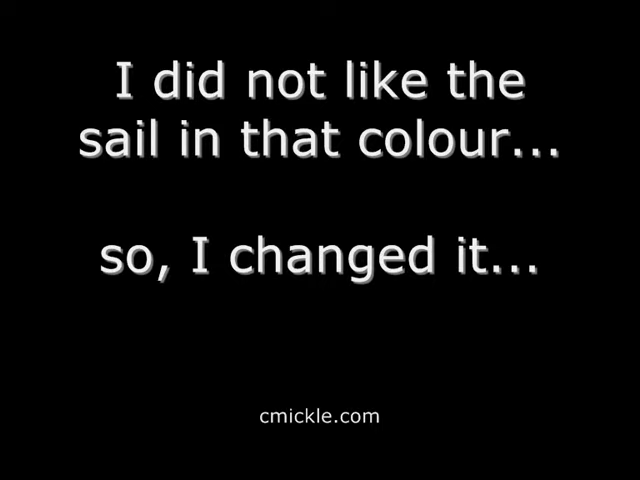 I did not like the
sail in that colour...
so, I changed it...
cmickle.com